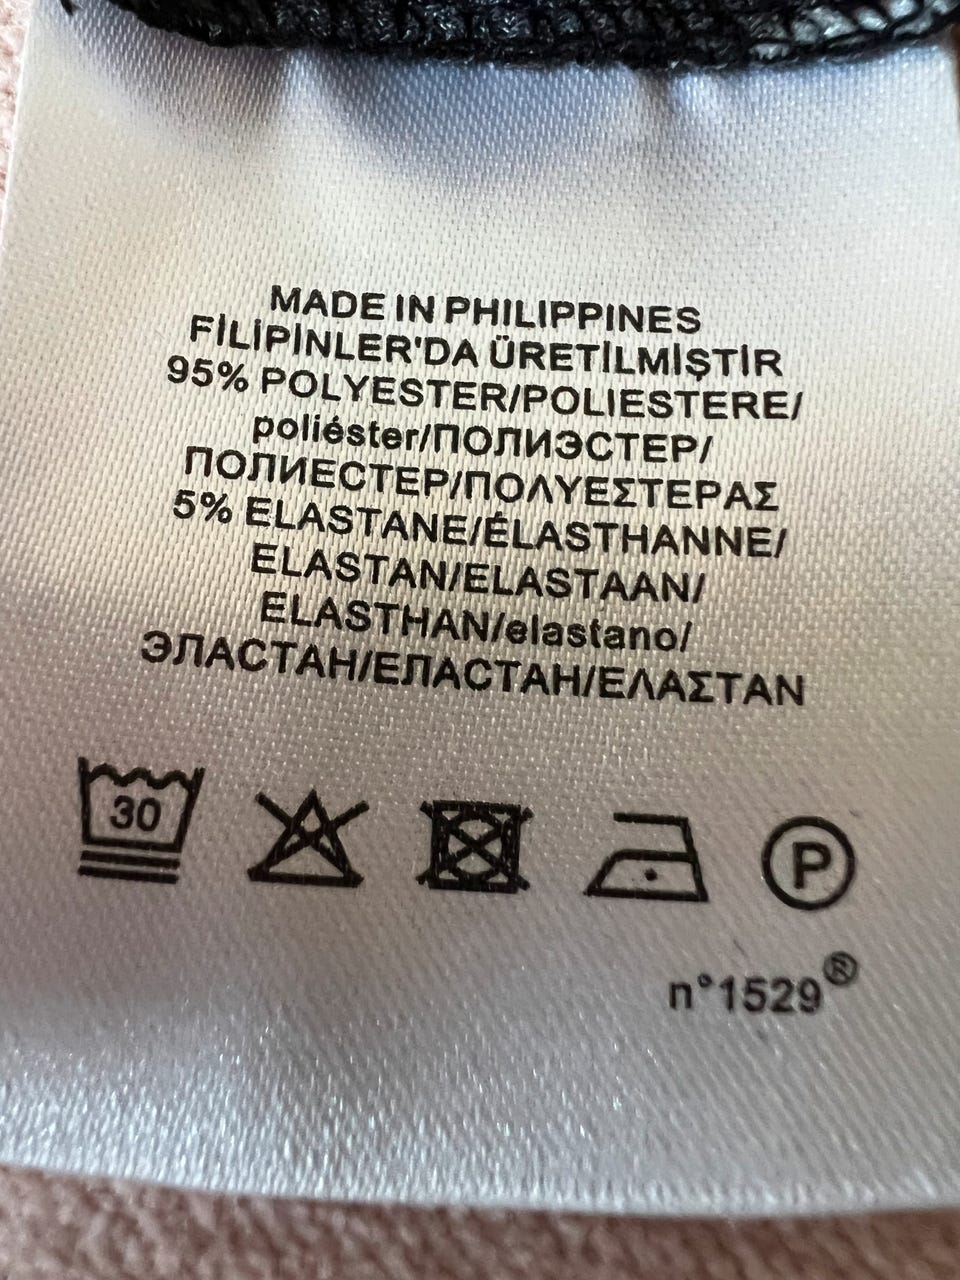 MADE IN PHILIPPINES
FİLİPİNLER'DA ÜRETİLMİŞTİR
95% POLYESTER/POLIESTERE/
poliéster/ПОЛИЭСТЕР/
ПОЛИЕСТЕР/ΠΟΛΥΕΣΤΕΡΑΣ
5% ELASTANE/ÉLASTHANNE/
ELASTAN/ELASTAAN/
ELASTHAN/elastano/
ЭЛАСТАН/ЕЛАСТАН/ΕΛΑΣΤΑΝ
30 P
n°1529®